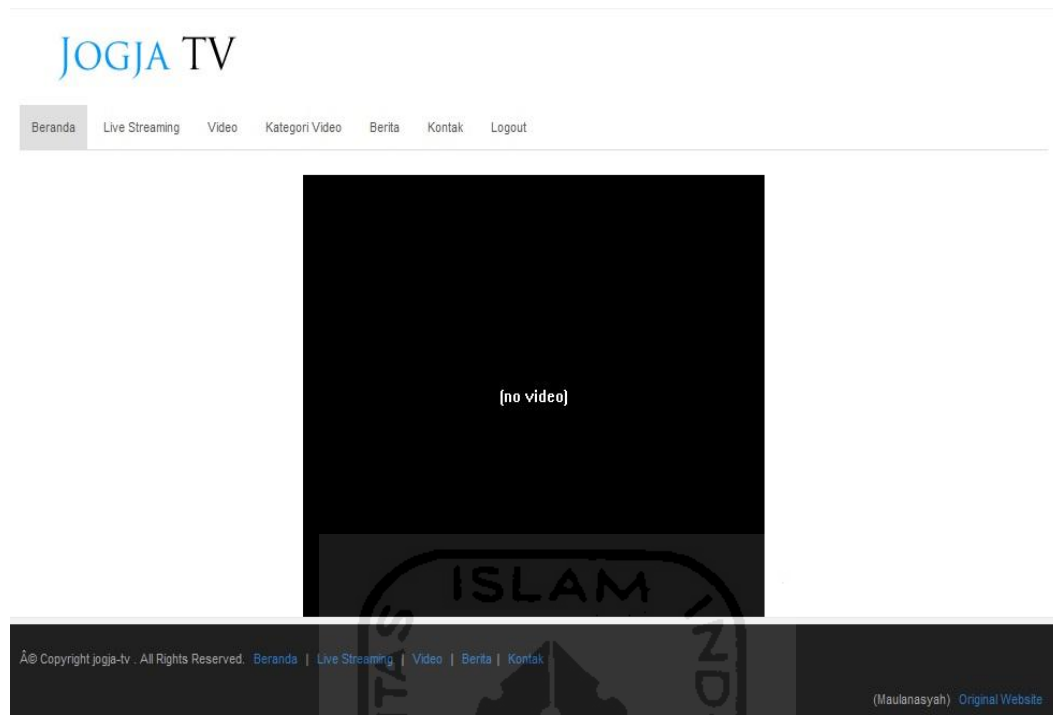 JOGJA TV
Beranda Live Streaming Video Kategori Video Berita Kontak Logout
(no video)
ISLAM
Â© Copyright jogja-tv . All Rights Reserved. Beranda | Live Streaming | Video | Berita | Kontak
(Maulanasyah) Original Website